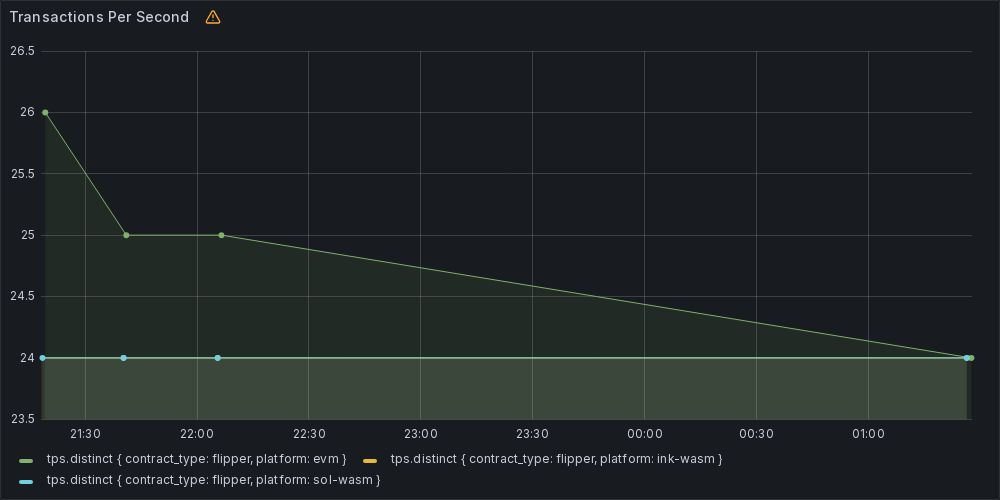 Transactions Per Second
26.5
26
25.5
25
24.5
24
23.5
21:30 22:00 22:30 23:00 23:30 00:00 00:30 01:00
tps.distinct { contract_type: flipper, platform: evm } tps.distinct { contract_type: flipper, platform: ink-wasm }
tps.distinct { contract_type: flipper, platform: sol-wasm }